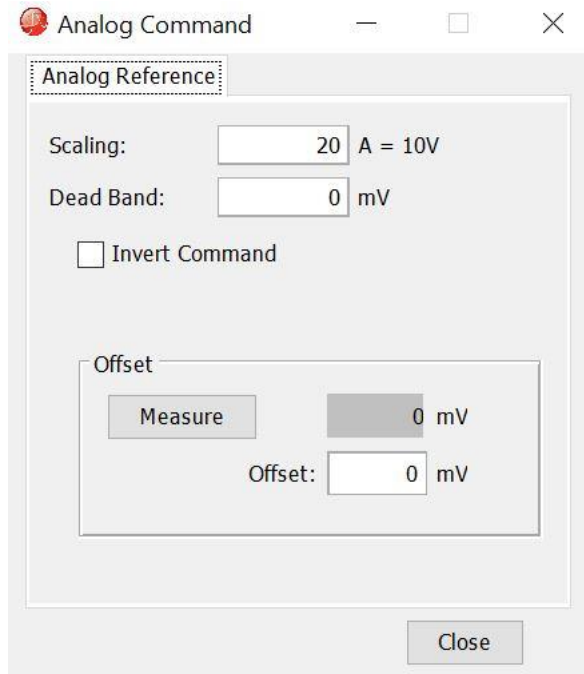 Analog Command
Analog Reference
Scaling: 20 A = 10V
Dead Band: 0 mV
Invert Command
Offset
Measure 0 mV
Offset: 0 mV
Close